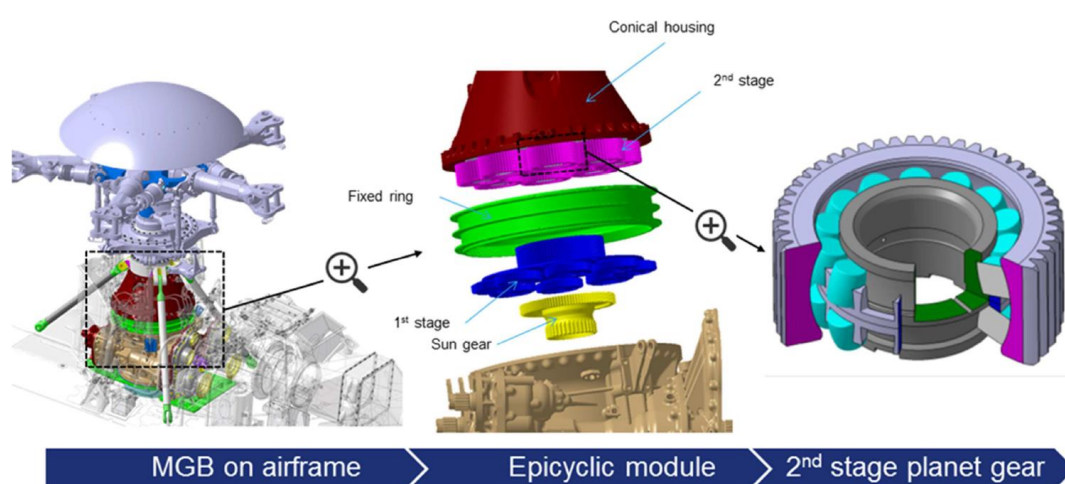 Conical housing
2nd stage
Fixed ring
1st stage
Sun gear
MGB on airframe
Epicyclic module
2nd stage planet gear